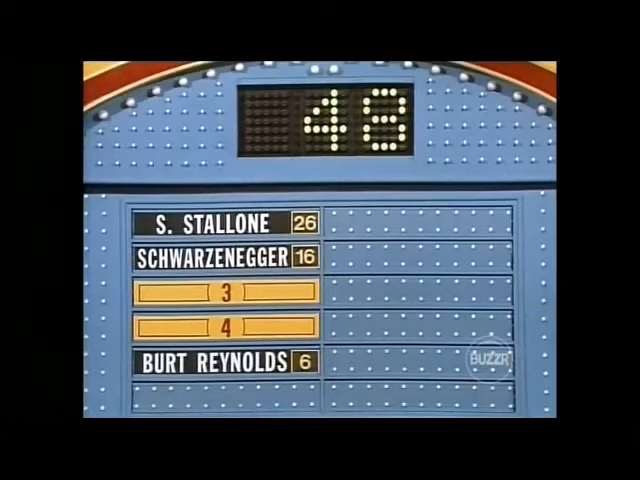 48
S. STALLONE 26
SCHWARZENEGGER 16
3
4
BURT REYNOLDS 6
BUZZR